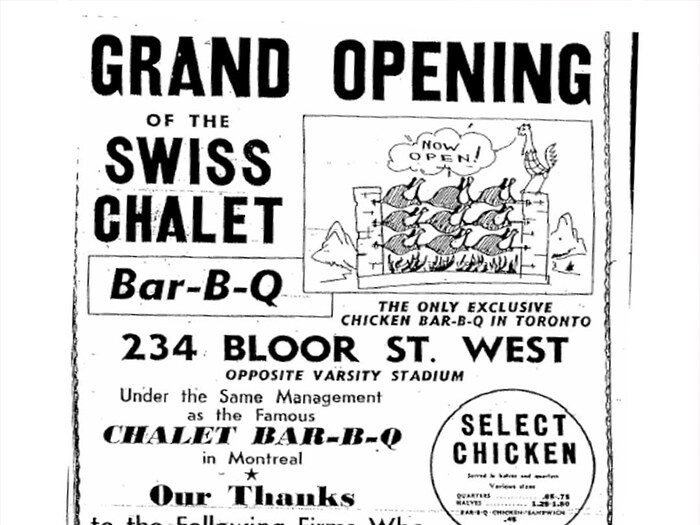 GRAND OPENING
OF THE
SWISS
CHALET
Bar-B-Q
NOW
OPEN!
THE ONLY EXCLUSIVE
CHICKEN BAR-B-Q IN TORONTO
234 BLOOR ST. WEST
OPPOSITE VARSITY STADIUM
Under the Same Management
as the Famous
CHALET BAR-B-Q
in Montreal
Our Thanks
to the Following Firms Who
SELECT
CHICKEN
Served in halves and quarters
Various sizes
QUARTERS .65-.75
HALVES 1.25-1.50
BAR-B-Q CHICKEN SANDWICH
.45